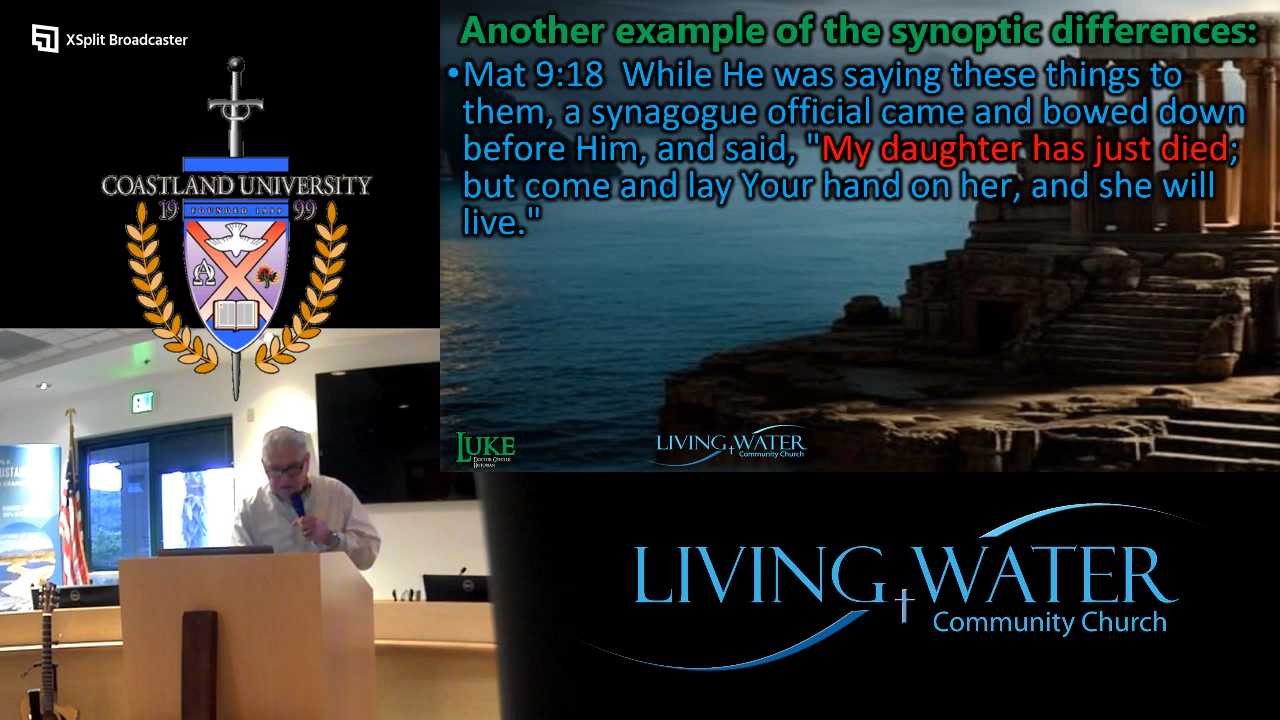 XSplit Broadcaster
COASTLAND UNIVERSITY
19 FOUNDED 1999 99
Ω
Another example of the synoptic differences:
•Mat 9:18 While He was saying these things to
them, a synagogue official came and bowed down
before Him, and said, "My daughter has just died;
but come and lay Your hand on her, and she will
live."
LUKE
LIVING WATER
Community Church
LIVING WATER
Community Church